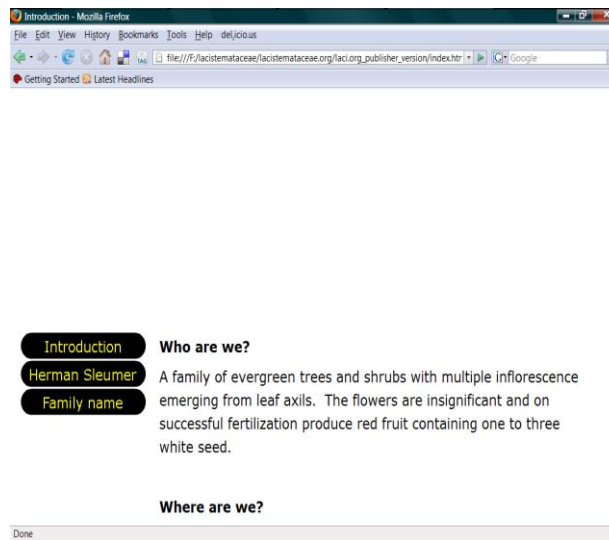 Introduction - Mozilla Firefox
File Edit View History Bookmarks Tools Help del.icio.us
TAG file:///F:/lacistemataceae/lacistemataceae.org/laci.org_publisher_version/index.htr G Google
Getting Started Latest Headlines
Introduction
Herman Sleumer
Family name
Who are we?
A family of evergreen trees and shrubs with multiple inflorescence
emerging from leaf axils. The flowers are insignificant and on
successful fertilization produce red fruit containing one to three
white seed.
Where are we?
Done